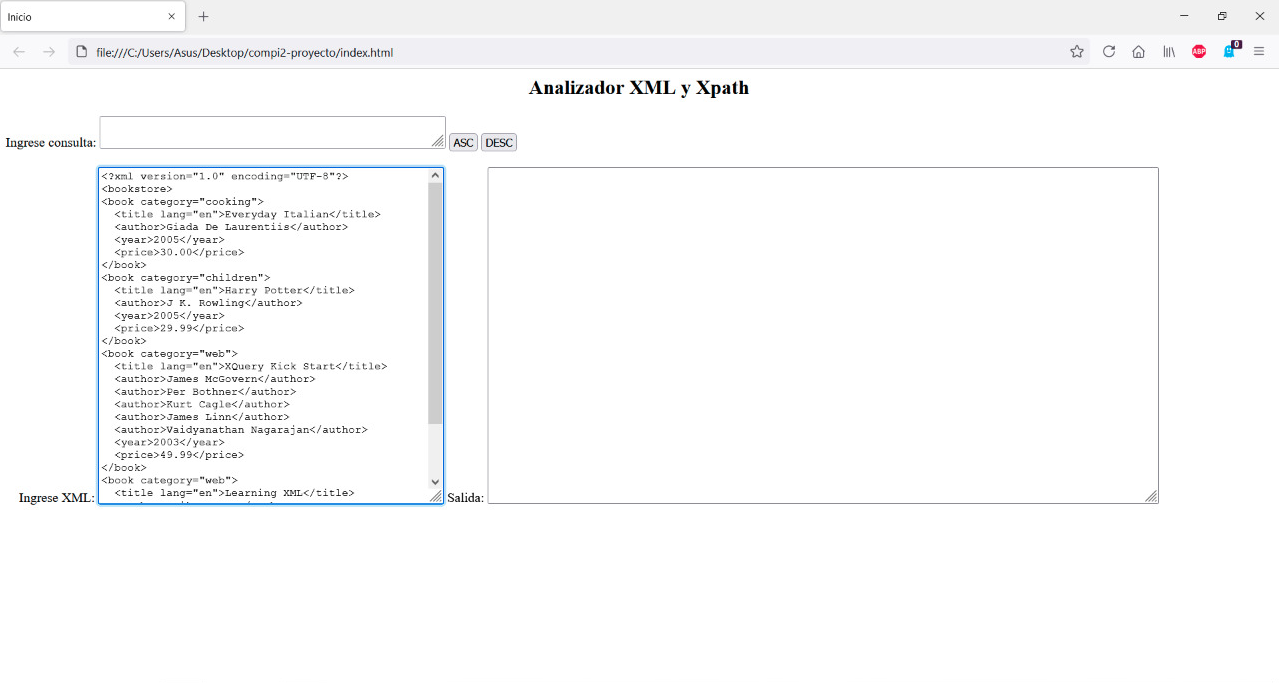 Inicio
file:///C:/Users/Asus/Desktop/compi2-proyecto/index.html
ABP
0
Analizador XML y Xpath
Ingrese consulta:
ASC DESC
<?xml version="1.0" encoding="UTF-8"?>
<bookstore>
<book category="cooking">
  <title lang="en">Everyday Italian</title>
  <author>Giada De Laurentiis</author>
  <year>2005</year>
  <price>30.00</price>
</book>
<book category="children">
  <title lang="en">Harry Potter</title>
  <author>J K. Rowling</author>
  <year>2005</year>
  <price>29.99</price>
</book>
<book category="web">
  <title lang="en">XQuery Kick Start</title>
  <author>James McGovern</author>
  <author>Per Bothner</author>
  <author>Kurt Cagle</author>
  <author>James Linn</author>
  <author>Vaidyanathan Nagarajan</author>
  <year>2003</year>
  <price>49.99</price>
</book>
<book category="web">
  <title lang="en">Learning XML</title>
Ingrese XML:
Salida: